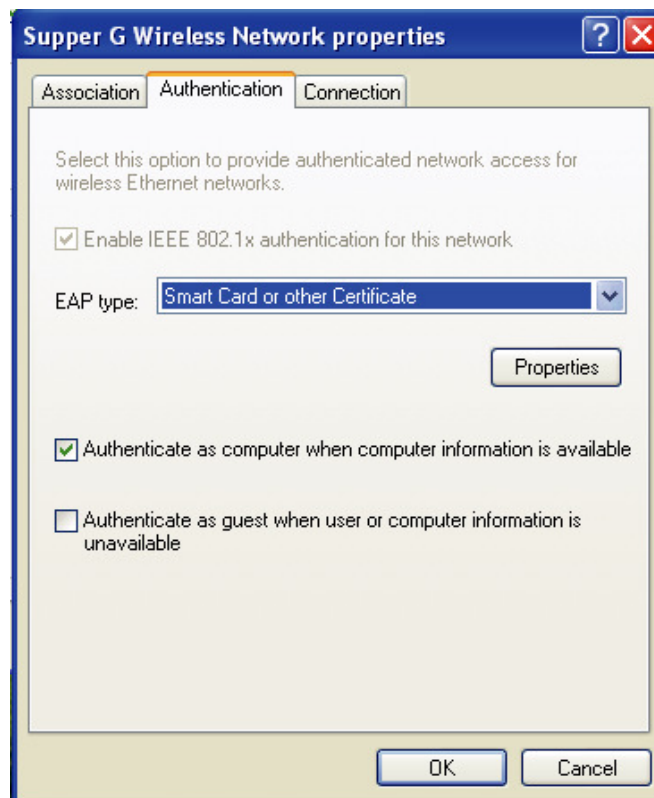 Supper G Wireless Network properties
Association Authentication Connection
Select this option to provide authenticated network access for
wireless Ethernet networks.
Enable IEEE 802.1x authentication for this network
EAP type: Smart Card or other Certificate
Properties
Authenticate as computer when computer information is available
Authenticate as guest when user or computer information is
unavailable
OK Cancel